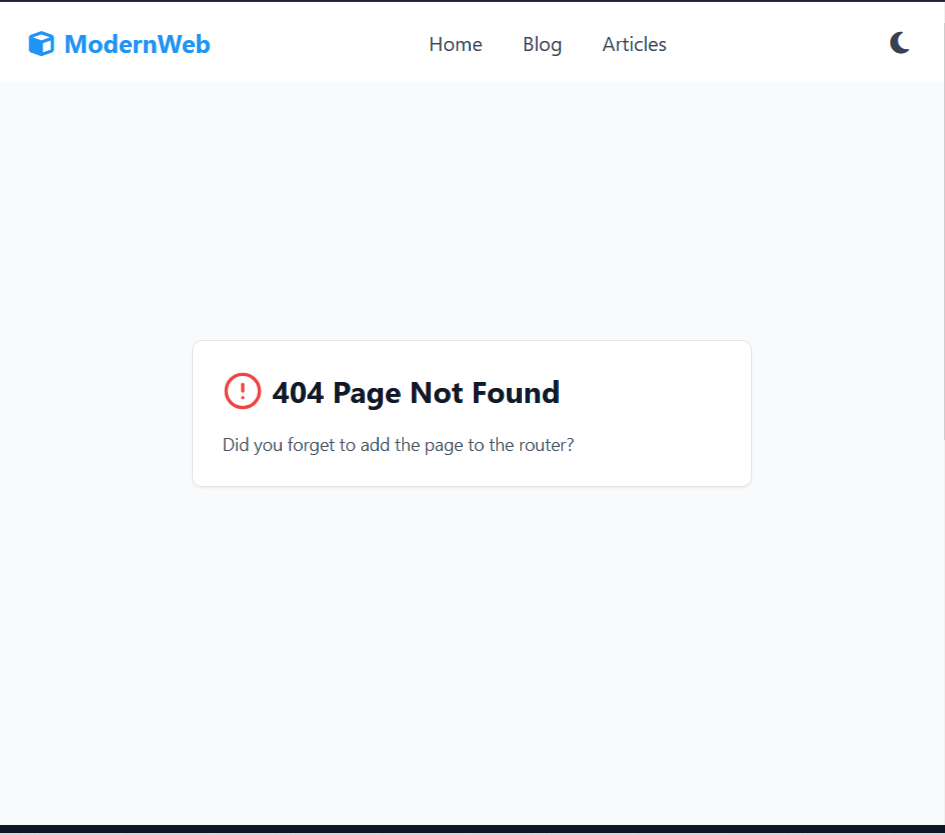 ModernWeb
Home Blog Articles
404 Page Not Found
Did you forget to add the page to the router?